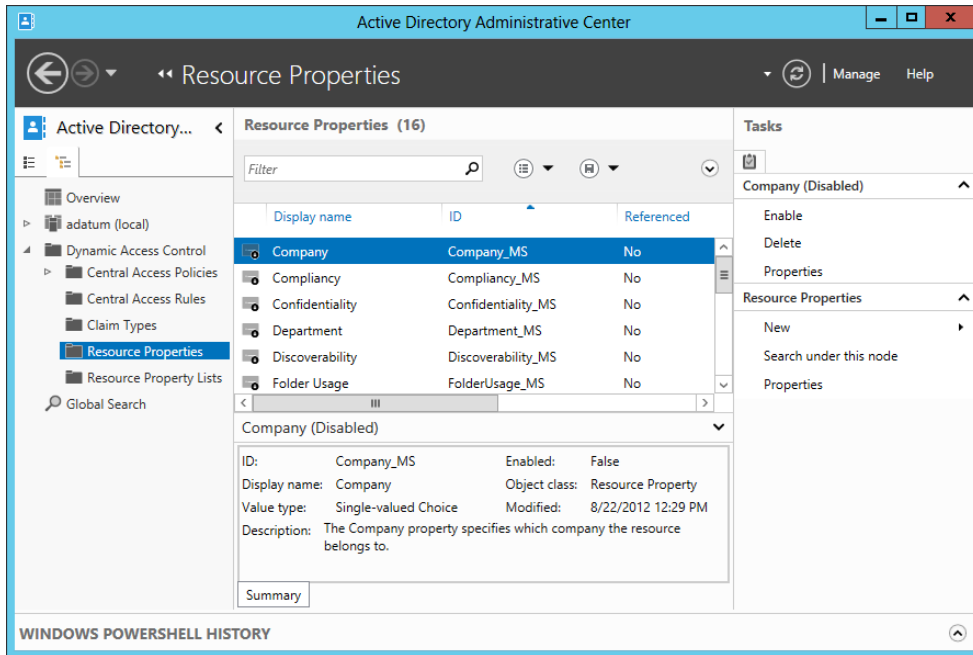 Active Directory Administrative Center
Resource Properties
Manage Help
Active Directory...
Overview
adatum (local)
Dynamic Access Control
Central Access Policies
Central Access Rules
Claim Types
Resource Properties
Resource Property Lists
Global Search
Resource Properties (16)
Filter
Display name ID Referenced
Company Company_MS No
Compliancy Compliancy_MS No
Confidentiality Confidentiality_MS No
Department Department_MS No
Discoverability Discoverability_MS No
Folder Usage FolderUsage_MS No
Company (Disabled)
ID: Company_MS Enabled: False
Display name: Company Object class: Resource Property
Value type: Single-valued Choice Modified: 8/22/2012 12:29 PM
Description: The Company property specifies which company the resource
belongs to.
Summary
Tasks
Company (Disabled)
Enable
Delete
Properties
Resource Properties
New
Search under this node
Properties
WINDOWS POWERSHELL HISTORY